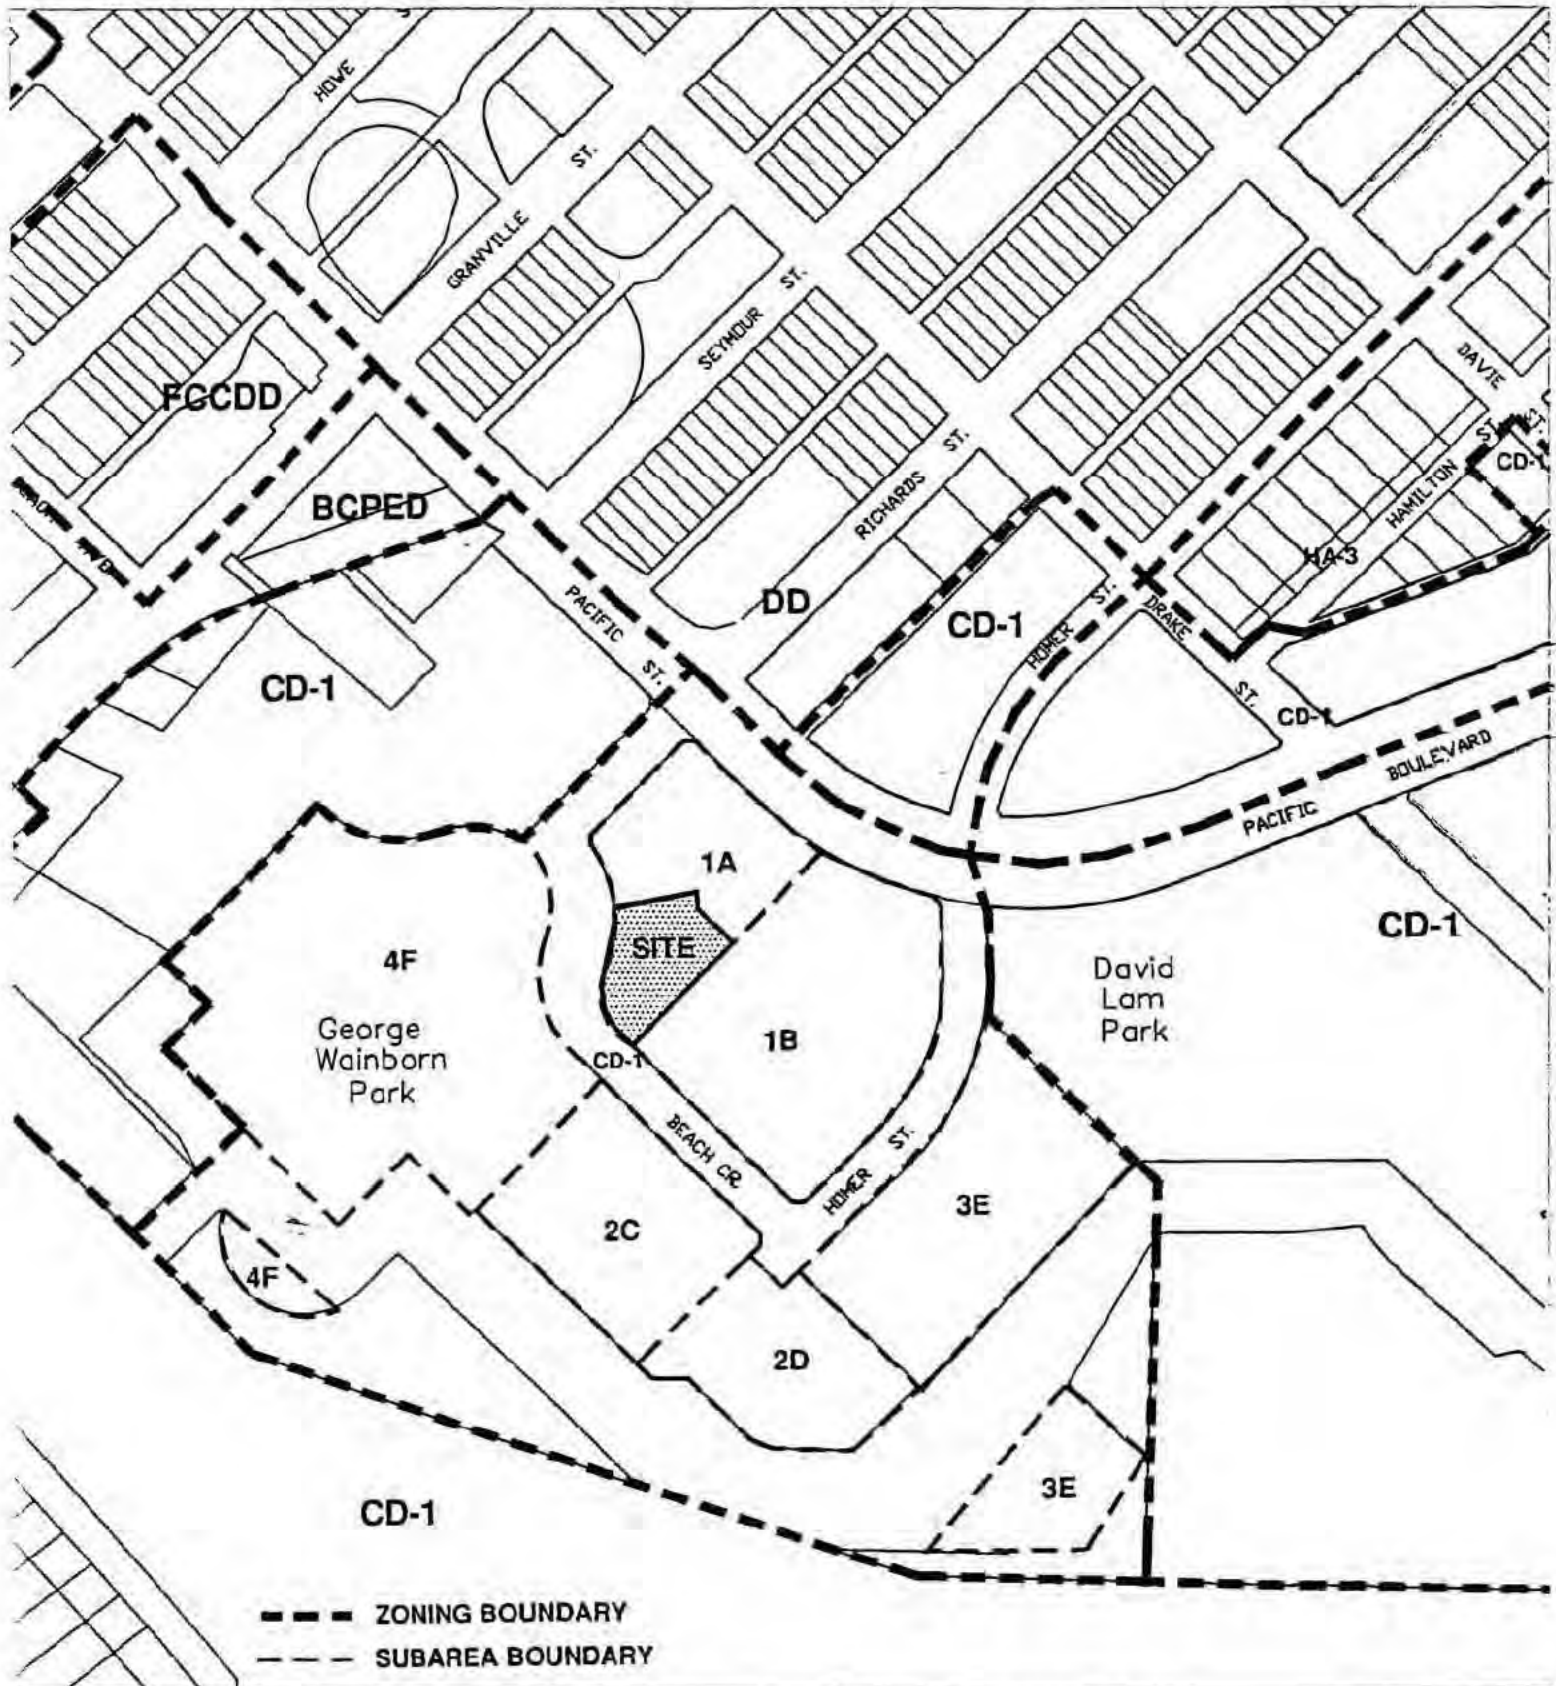 HOWE
ST.
GRANVILLE
ST.
SEYMOUR
DAVIE
ST.
FCCDD
ST.
CD-1
BCPED
RICHARDS
HAMILTON
HA-3
PACIFIC
ST.
DD
CD-1
HOMER
ST.
DRAKE
ST.
CD-1
CD-1
PACIFIC
BOULEVARD
1A
SITE
CD-1
4F
David
Lam
Park
George
Wainborn
Park
1B
CD-1
BEACH CR.
HOMER
ST.
3E
2C
4F
2D
3E
CD-1
ZONING BOUNDARY
SUBAREA BOUNDARY